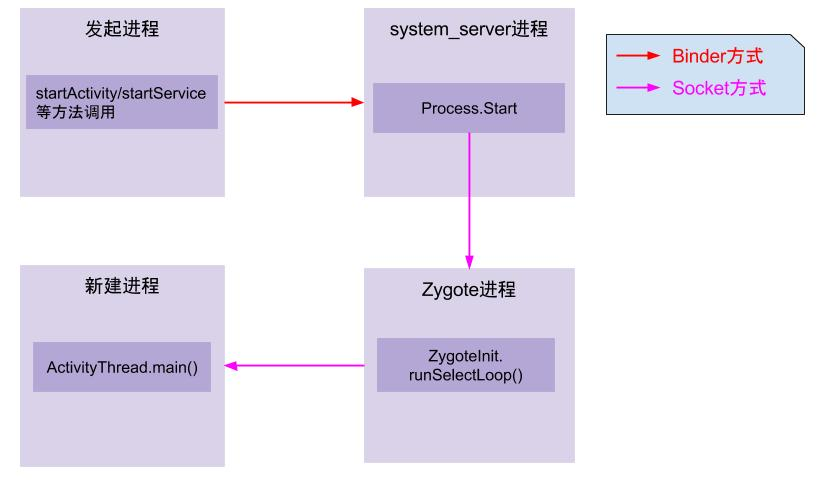 发起进程
startActivity/startService
等方法调用
system_server进程
Process.Start
Binder方式
Socket方式
新建进程
ActivityThread.main()
Zygote进程
ZygoteInit.
runSelectLoop()